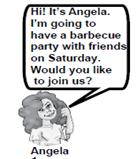 Hi! It's Angela.
I'm going to
have a barbecue
party with friends
on Saturday.
Would you like
to join us?
Angela